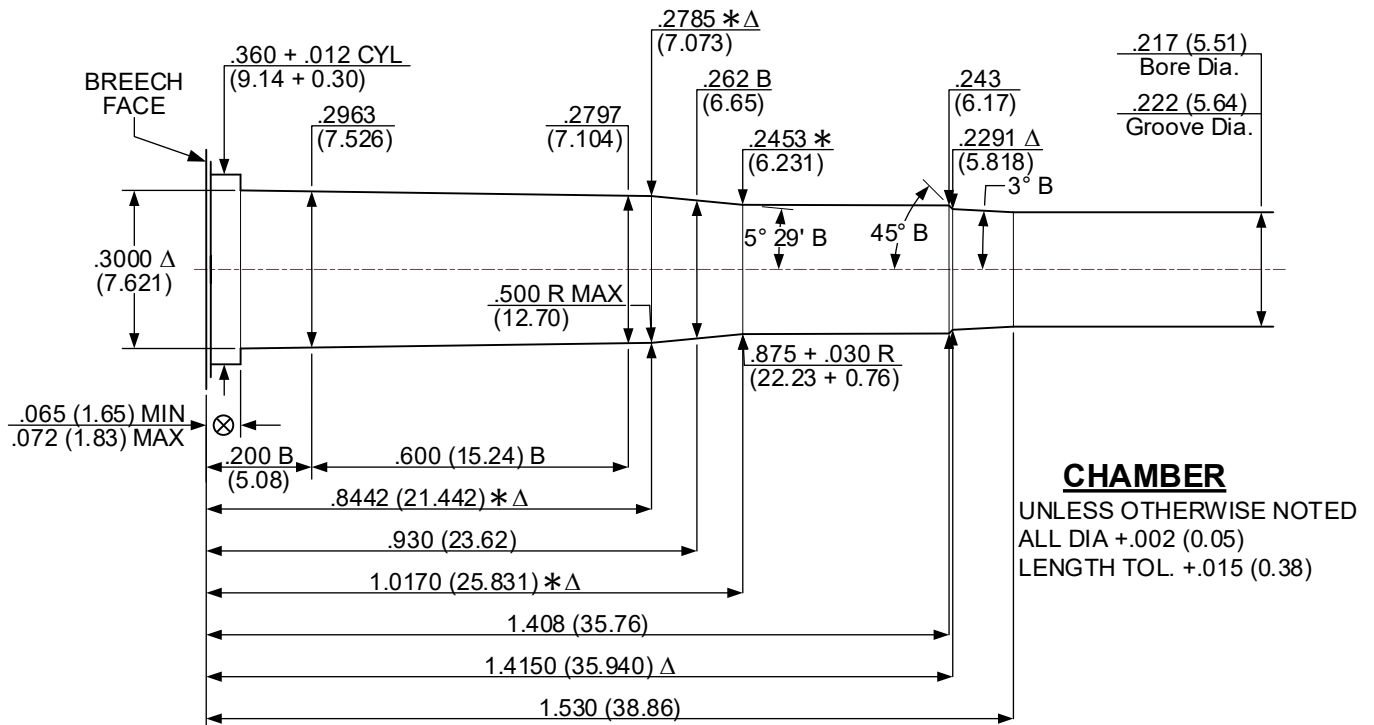 .2785 ∗ Δ
(7.073)
.360 + .012 CYL
(9.14 + 0.30)
.217 (5.51)
Bore Dia.
BREECH
FACE
.262 B
(6.65)
.243
(6.17)
.2963
(7.526)
.2797
(7.104)
.222 (5.64)
Groove Dia.
.2453 ∗
(6.231)
.2291 Δ
(5.818)
3° B
5° 29' B
45° B
.3000 Δ
(7.621)
.500 R MAX
(12.70)
.875 + .030 R
(22.23 + 0.76)
.065 (1.65) MIN
.072 (1.83) MAX
.200 B
(5.08)
.600 (15.24) B
CHAMBER
UNLESS OTHERWISE NOTED
ALL DIA +.002 (0.05)
LENGTH TOL. +.015 (0.38)
.8442 (21.442) ∗ Δ
.930 (23.62)
1.0170 (25.831) ∗ Δ
1.408 (35.76)
1.4150 (35.940) Δ
1.530 (38.86)